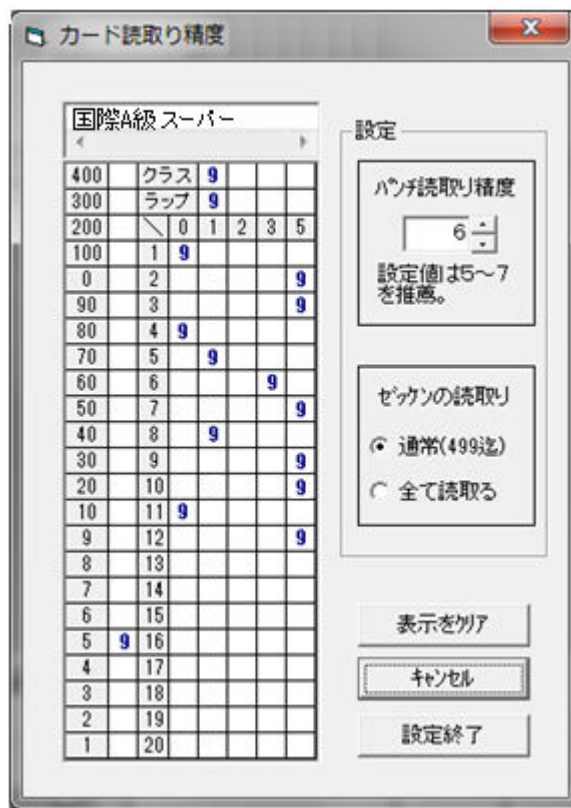 カード読取り精度
国際A級 スーパー
400 クラス 9
300 ラップ 9
200 \ 0 1 2 3 5
100 1 9
0 2 9
90 3 9
80 4 9
70 5 9
60 6 9
50 7 9
40 8 9
30 9 9
20 10 9
10 11 9
9 12 9
8 13
7 14
6 15
5 9 16
4 17
3 18
2 19
1 20
設定
パンチ読取り精度
6
設定値は5～7
を推薦。
ゼッケンの読取り
通常(499迄)
全て読取る
表示をクリア
キャンセル
設定終了